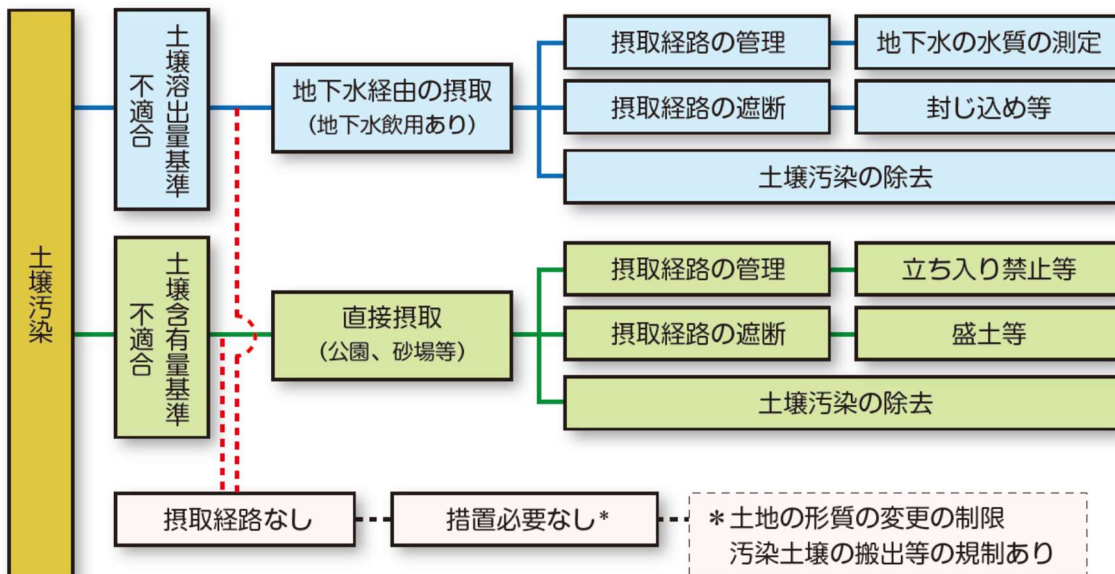 土壌汚染
土壌溶出量基準
不適合
地下水経由の摂取
(地下水飲用あり)
摂取経路の管理
地下水の水質の測定
摂取経路の遮断
封じ込め等
土壌汚染の除去
土壌含有量基準
不適合
直接摂取
(公園、砂場等)
摂取経路の管理
立ち入り禁止等
摂取経路の遮断
盛土等
土壌汚染の除去
摂取経路なし
措置必要なし*
*土地の形質の変更の制限
汚染土壌の搬出等の規制あり